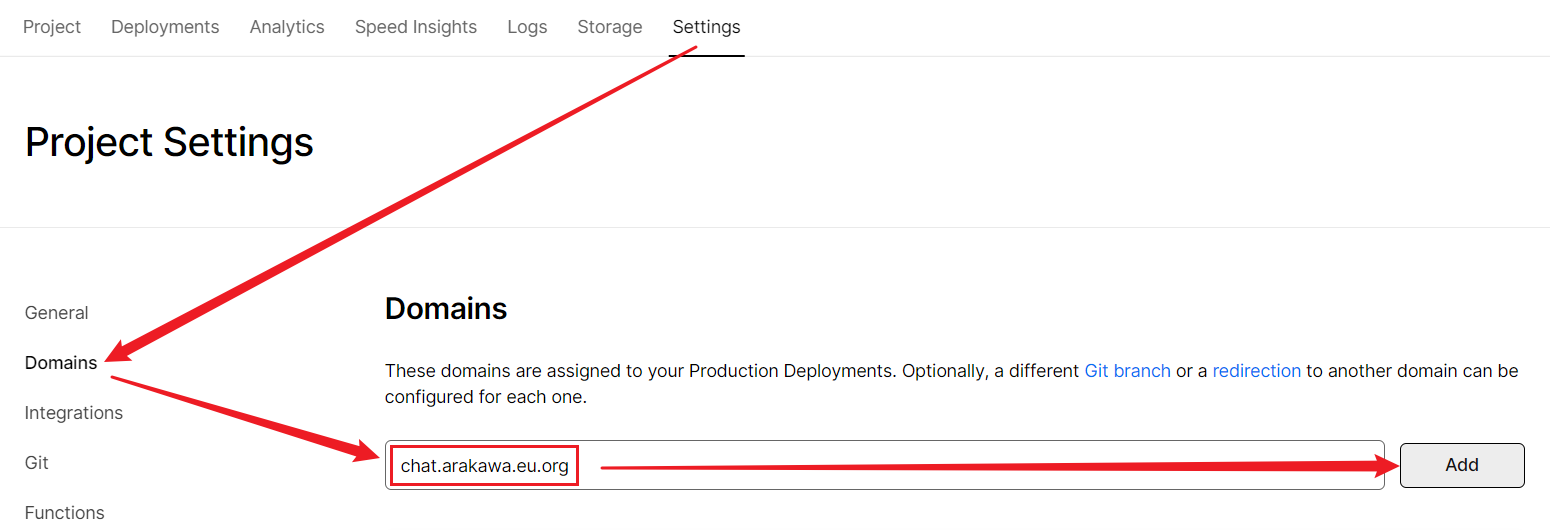 Project Deployments Analytics Speed Insights Logs Storage Settings
Project Settings
General
Domains
Integrations
Git
Functions
Domains
These domains are assigned to your Production Deployments. Optionally, a different Git branch or a redirection to another domain can be
configured for each one.
chat.arakawa.eu.org
Add